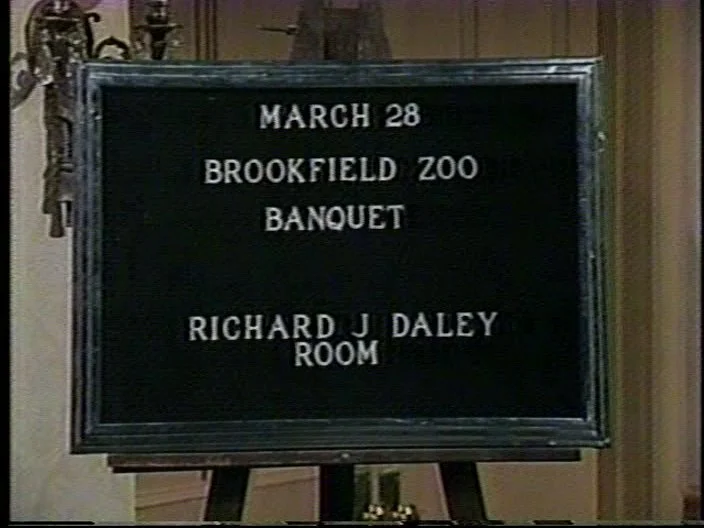 MARCH 28
BROOKFIELD ZOO
BANQUET
RICHARD J DALEY
ROOM